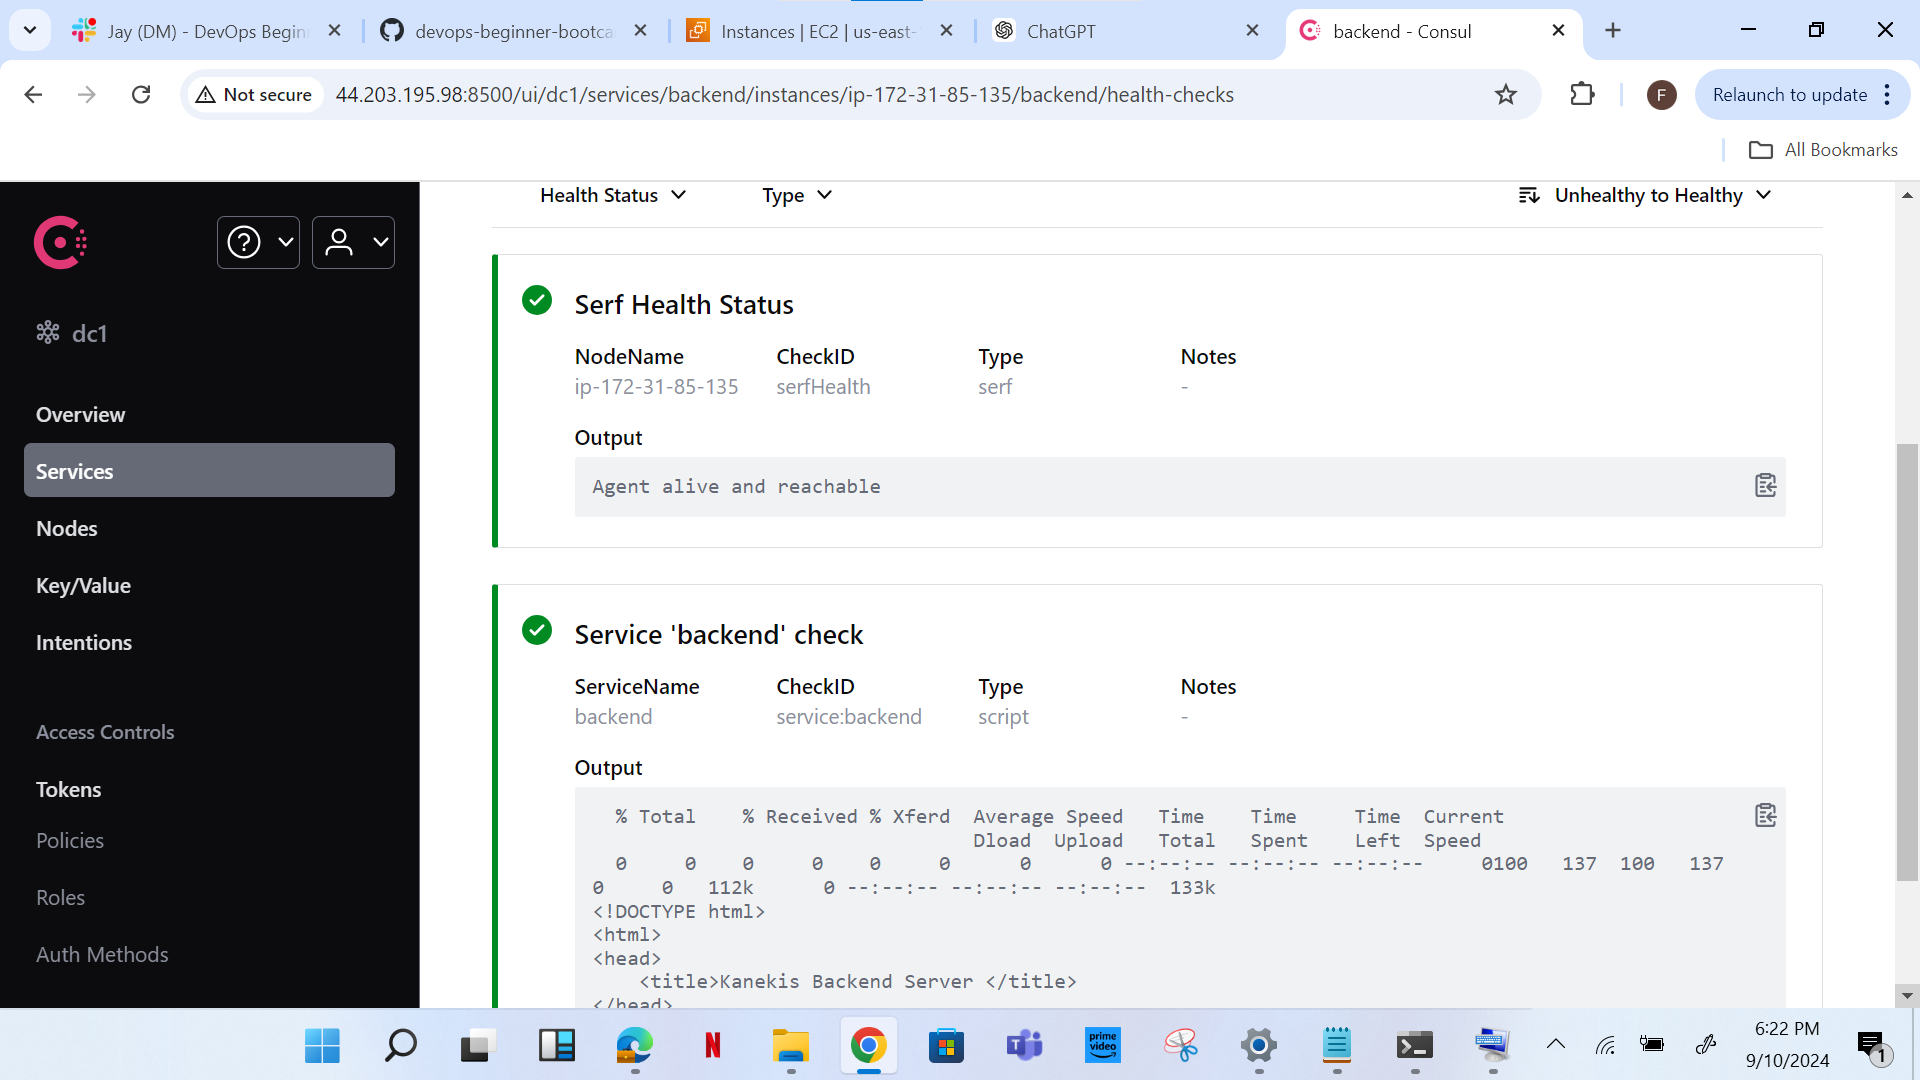 Jay (DM) - DevOps Begin
devops-beginner-bootca
Instances | EC2 | us-east-
ChatGPT
backend - Consul
Not secure
44.203.195.98:8500/ui/dc1/services/backend/instances/ip-172-31-85-135/backend/health-checks
F
Relaunch to update
All Bookmarks
dc1
Overview
Services
Nodes
Key/Value
Intentions
Access Controls
Tokens
Policies
Roles
Auth Methods
Health Status
Type
Unhealthy to Healthy
Serf Health Status
NodeName CheckID Type Notes
ip-172-31-85-135 serfHealth serf -
Output
Agent alive and reachable
Service 'backend' check
ServiceName CheckID Type Notes
backend service:backend script -
Output
% Total    % Received % Xferd  Average Speed   Time    Time     Time  Current
Dload  Upload   Total   Spent    Left  Speed
0     0    0     0    0     0      0      0 --:--:-- --:--:-- --:--:--     0100   137  100   137
0     0   112k      0 --:--:-- --:--:-- --:--:--  133k
<!DOCTYPE html>
<html>
<head>
<title>Kanekis Backend Server </title>
</head>
N
prime video
6:22 PM
9/10/2024
1